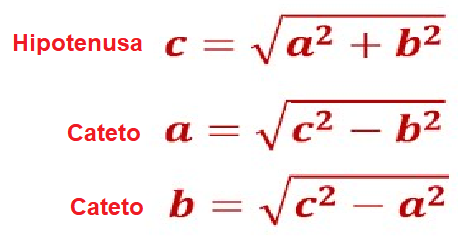 Hipotenusa c = √a² + b²
Cateto a = √c² − b²
Cateto b = √c² − a²